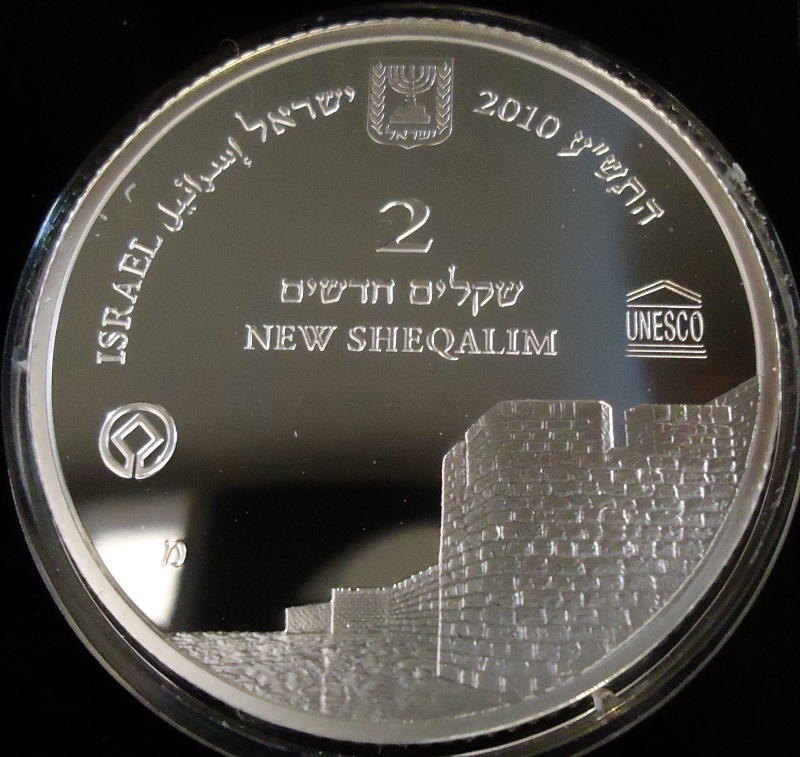 ISRAEL إسرائيل ישראל
ישראל
2010 התש"ע
2
שקלים חדשים
NEW SHEQALIM
UNESCO
מ